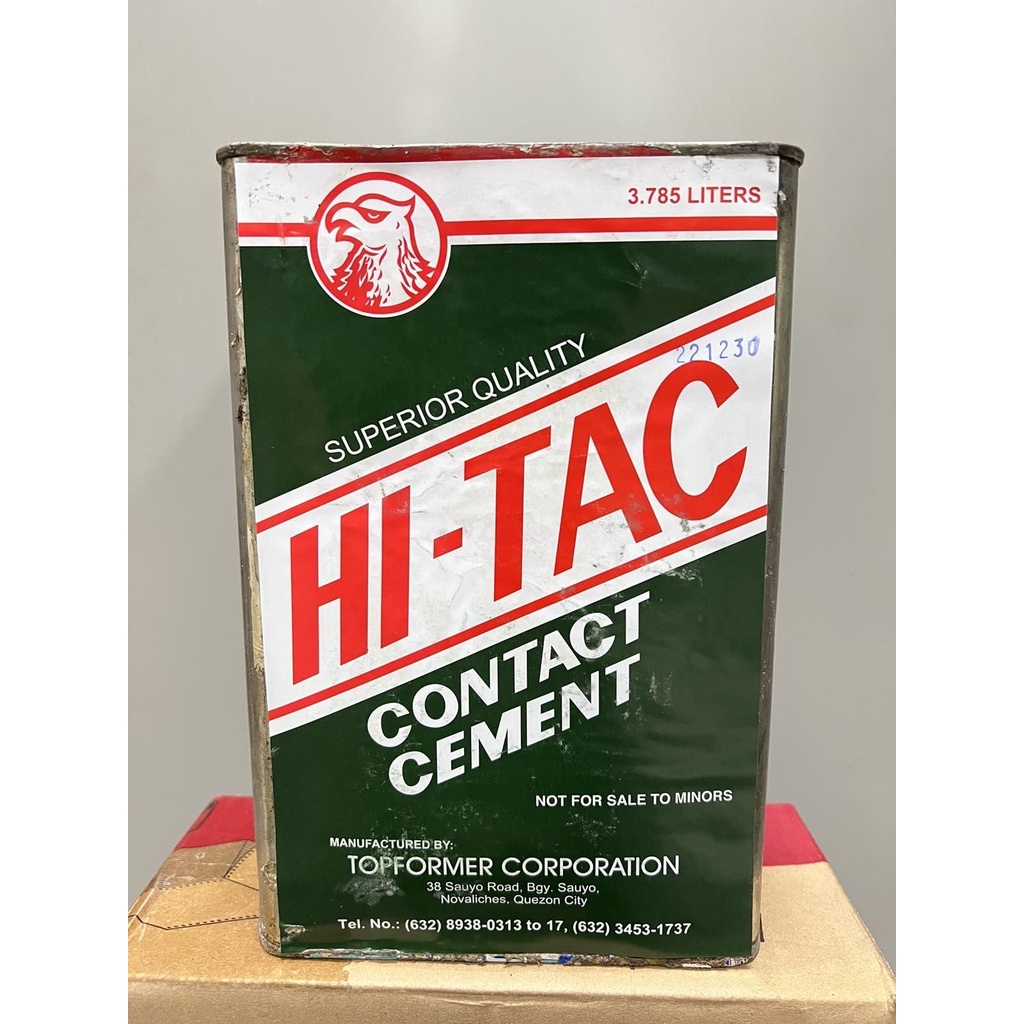 3.785 LITERS
SUPERIOR QUALITY
221230
HI-TAC
CONTACT
CEMENT
NOT FOR SALE TO MINORS
MANUFACTURED BY:
TOPFORMER CORPORATION
38 Sauyo Road, Bgy. Sauyo,
Novaliches, Quezon City
Tel. No.: (632) 8938-0313 to 17, (632) 3453-1737